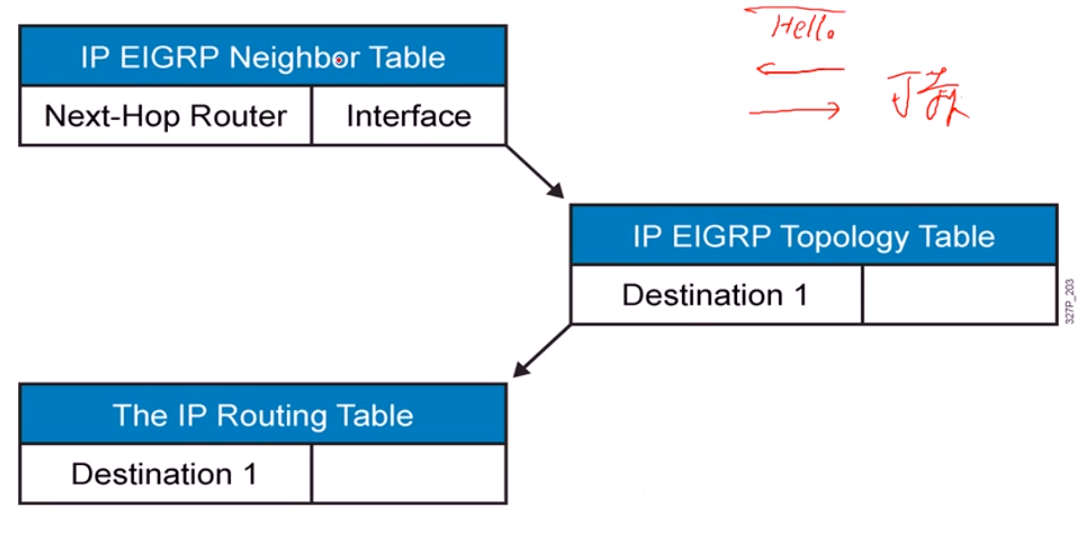 IP EIGRP Neighbor Table
Next-Hop Router
Interface
Hello
IP EIGRP Topology Table
Destination 1
327P_203
The IP Routing Table
Destination 1